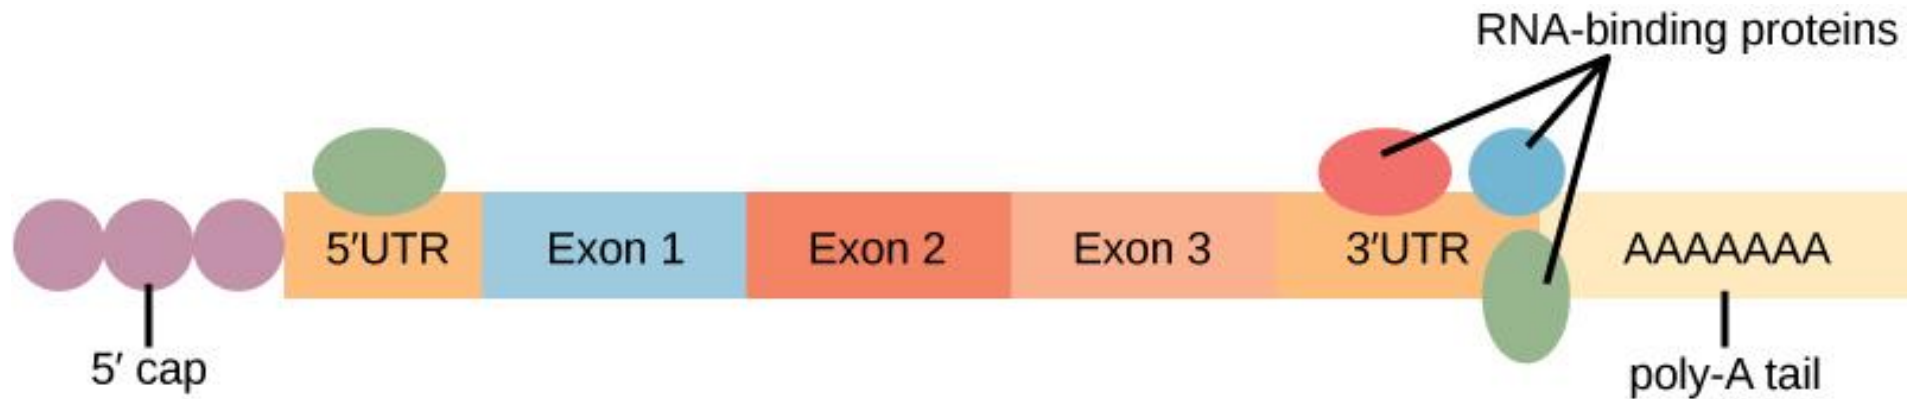 RNA-binding proteins
5′UTR
Exon 1
Exon 2
Exon 3
3′UTR
AAAAAAA
5′ cap
poly-A tail